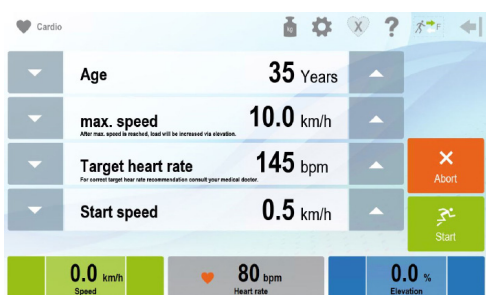 Cardio
kg
X
?
F
Age 35 Years
max. speed 10.0 km/h
After max. speed is reached, load will be increased via elevation.
Target heart rate 145 bpm
For correct target hear rate recommendation consult your medical doctor.
Abort
Start speed 0.5 km/h
Start
0.0 km/h
Speed
80 bpm
Heart rate
0.0 %
Elevation